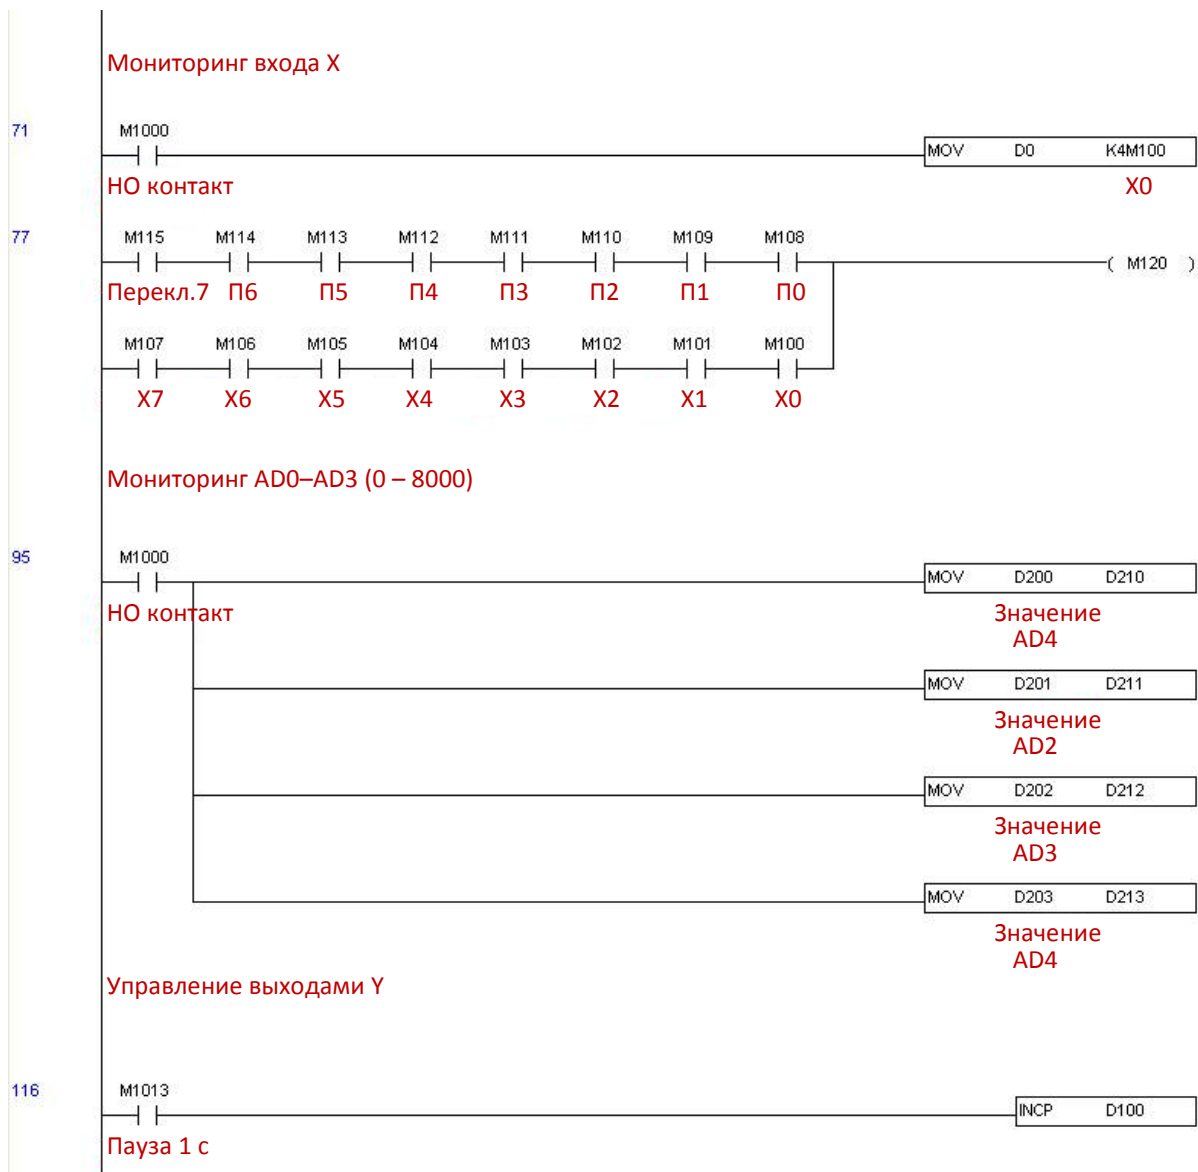 Мониторинг входа X
71
M1000
MOV D0 K4M100
НО контакт X0
77
M115 M114 M113 M112 M111 M110 M109 M108
( M120 )
Перекл.7 П6 П5 П4 П3 П2 П1 П0
M107 M106 M105 M104 M103 M102 M101 M100
X7 X6 X5 X4 X3 X2 X1 X0
Мониторинг AD0–AD3 (0 – 8000)
95
M1000
MOV D200 D210
НО контакт Значение
AD4
MOV D201 D211
Значение
AD2
MOV D202 D212
Значение
AD3
MOV D203 D213
Значение
AD4
Управление выходами Y
116
M1013
INCP D100
Пауза 1 с